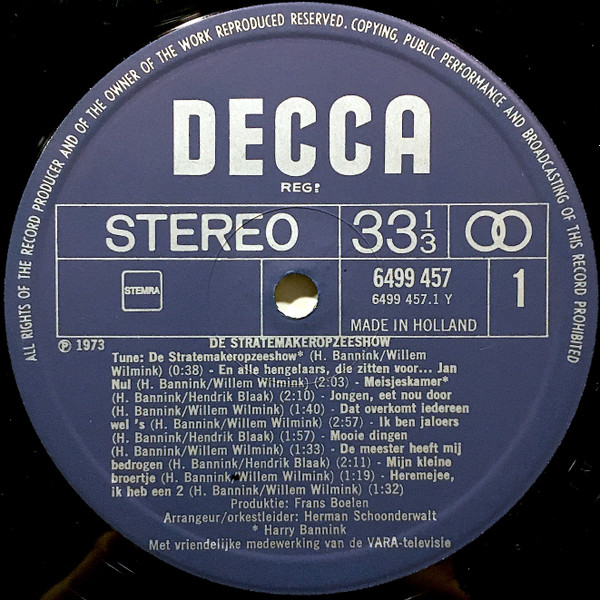 ALL RIGHTS OF THE RECORD PRODUCER AND OF THE OWNER OF THE WORK REPRODUCED RESERVED. COPYING, PUBLIC PERFORMANCE AND BROADCASTING OF THIS RECORD PROHIBITED
DECCA
REG!
STEREO 33 1/3
STEMRA
6499 457
6499 457.1 Y
1
MADE IN HOLLAND
℗ 1973
DE STRATEMAKEROPZEESHOW
Tune: De Stratemakeropzeeshow* (H. Bannink/Willem
Wilmink) (0:38) - En alle hengelaars, die zitten voor... Jan
Nul (H. Bannink/Willem Wilmink) (2:03) - Meisjeskamer*
(H. Bannink/Hendrik Blaak) (2:10) - Jongen, eet nou door
(H. Bannink/Willem Wilmink) (1:40) - Dat overkomt iedereen
wel 's (H. Bannink/Willem Wilmink) (2:57) - Ik ben jaloers
(H. Bannink/Hendrik Blaak) (1:57) - Mooie dingen
(H. Bannink/Willem Wilmink) (1:33) - De meester heeft mij
bedrogen (H. Bannink/Hendrik Blaak) (2:11) - Mijn kleine
broertje (H. Bannink/Willem Wilmink) (1:19) - Heremejee,
ik heb een 2 (H. Bannink/Willem Wilmink) (1:32)
Produktie: Frans Boelen
Arrangeur/orkestleider: Herman Schoonderwalt
* Harry Bannink
Met vriendelijke medewerking van de VARA-televisie